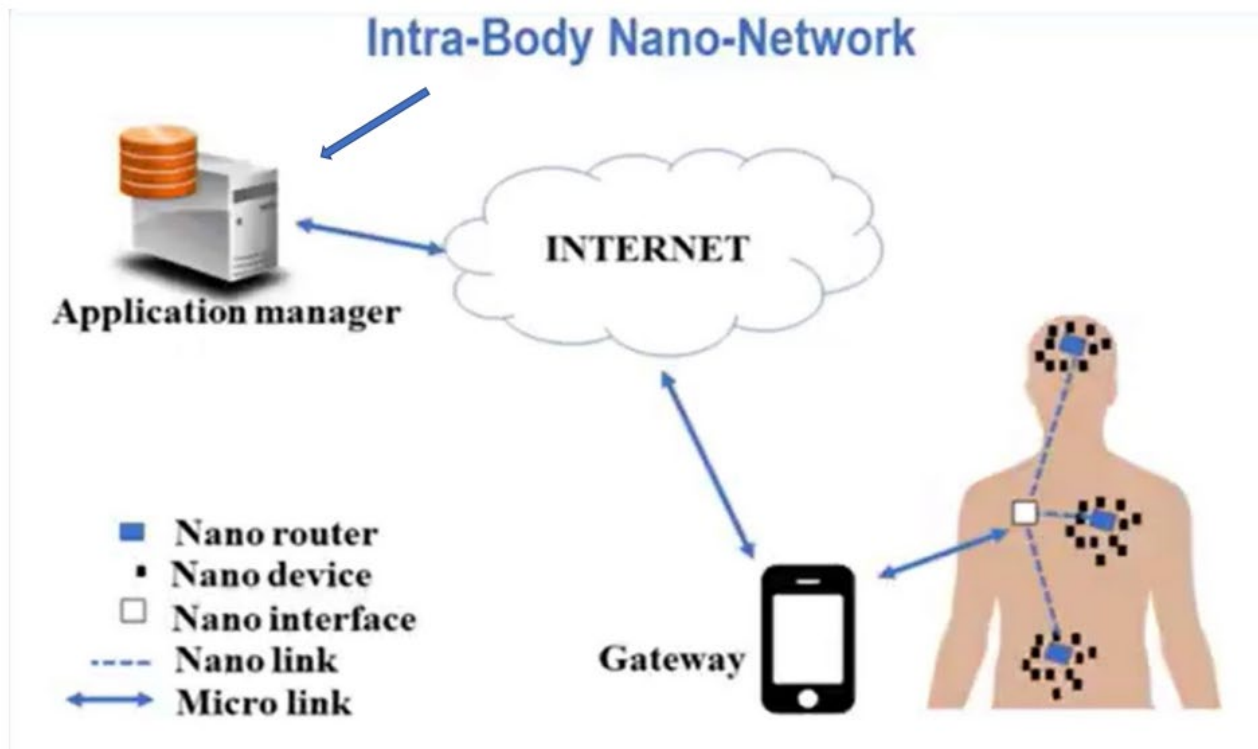 Intra-Body Nano-Network
INTERNET
Application manager
Nano router
Nano device
Nano interface
Nano link
Micro link
Gateway